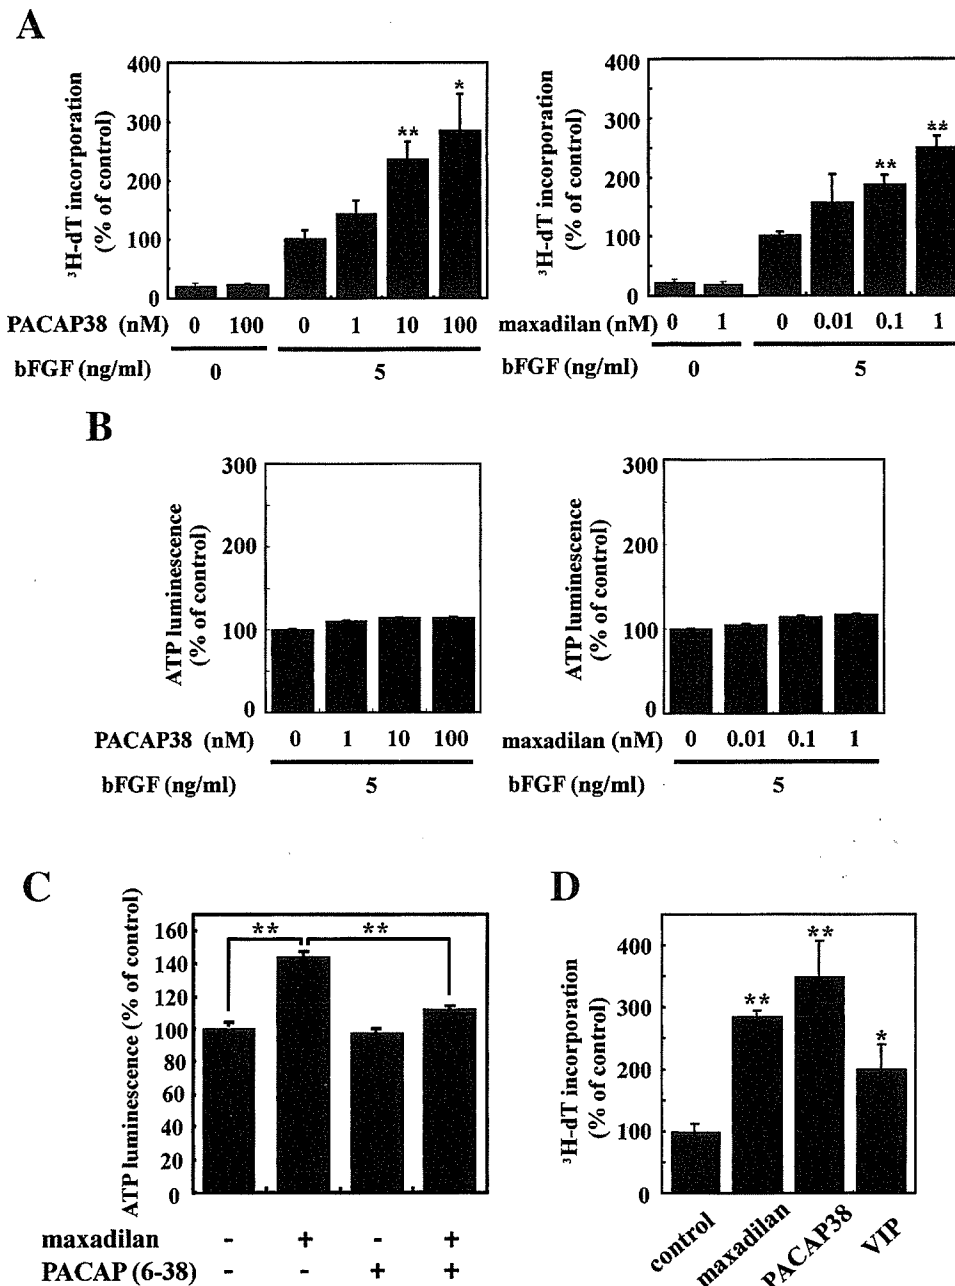 A
³H-dT incorporation
(% of control)
400
300
200
100
0
*
**
PACAP38 (nM) 0 100 0 1 10 100
bFGF (ng/ml) 0 5
³H-dT incorporation
(% of control)
400
300
200
100
0
**
**
maxadilan (nM) 0 1 0 0.01 0.1 1
bFGF (ng/ml) 0 5
B
ATP luminescence
(% of control)
300
200
100
0
PACAP38 (nM) 0 1 10 100
bFGF (ng/ml) 5
ATP luminescence
(% of control)
300
200
100
0
maxadilan (nM) 0 0.01 0.1 1
bFGF (ng/ml) 5
C
ATP luminescence (% of control)
160
140
120
100
80
60
40
20
0
** **
maxadilan - + - +
PACAP (6-38) - - + +
D
³H-dT incorporation
(% of control)
400
300
200
100
0
**
**
*
control
maxadilan
PACAP38
VIP